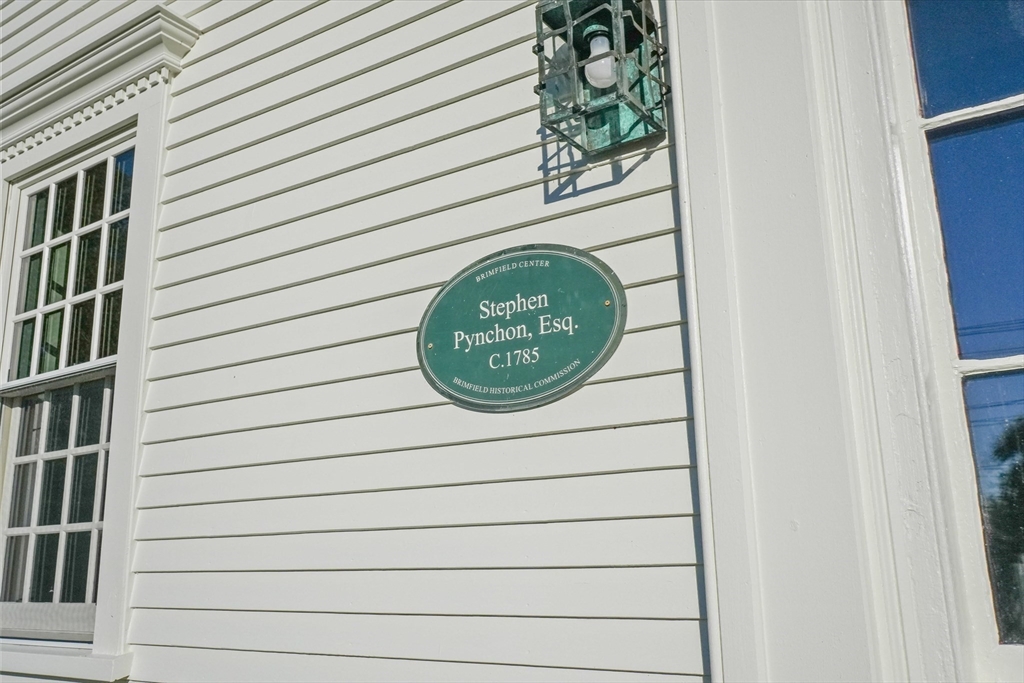 BRIMFIELD CENTER
Stephen
Pynchon, Esq.
C.1785
BRIMFIELD HISTORICAL COMMISSION